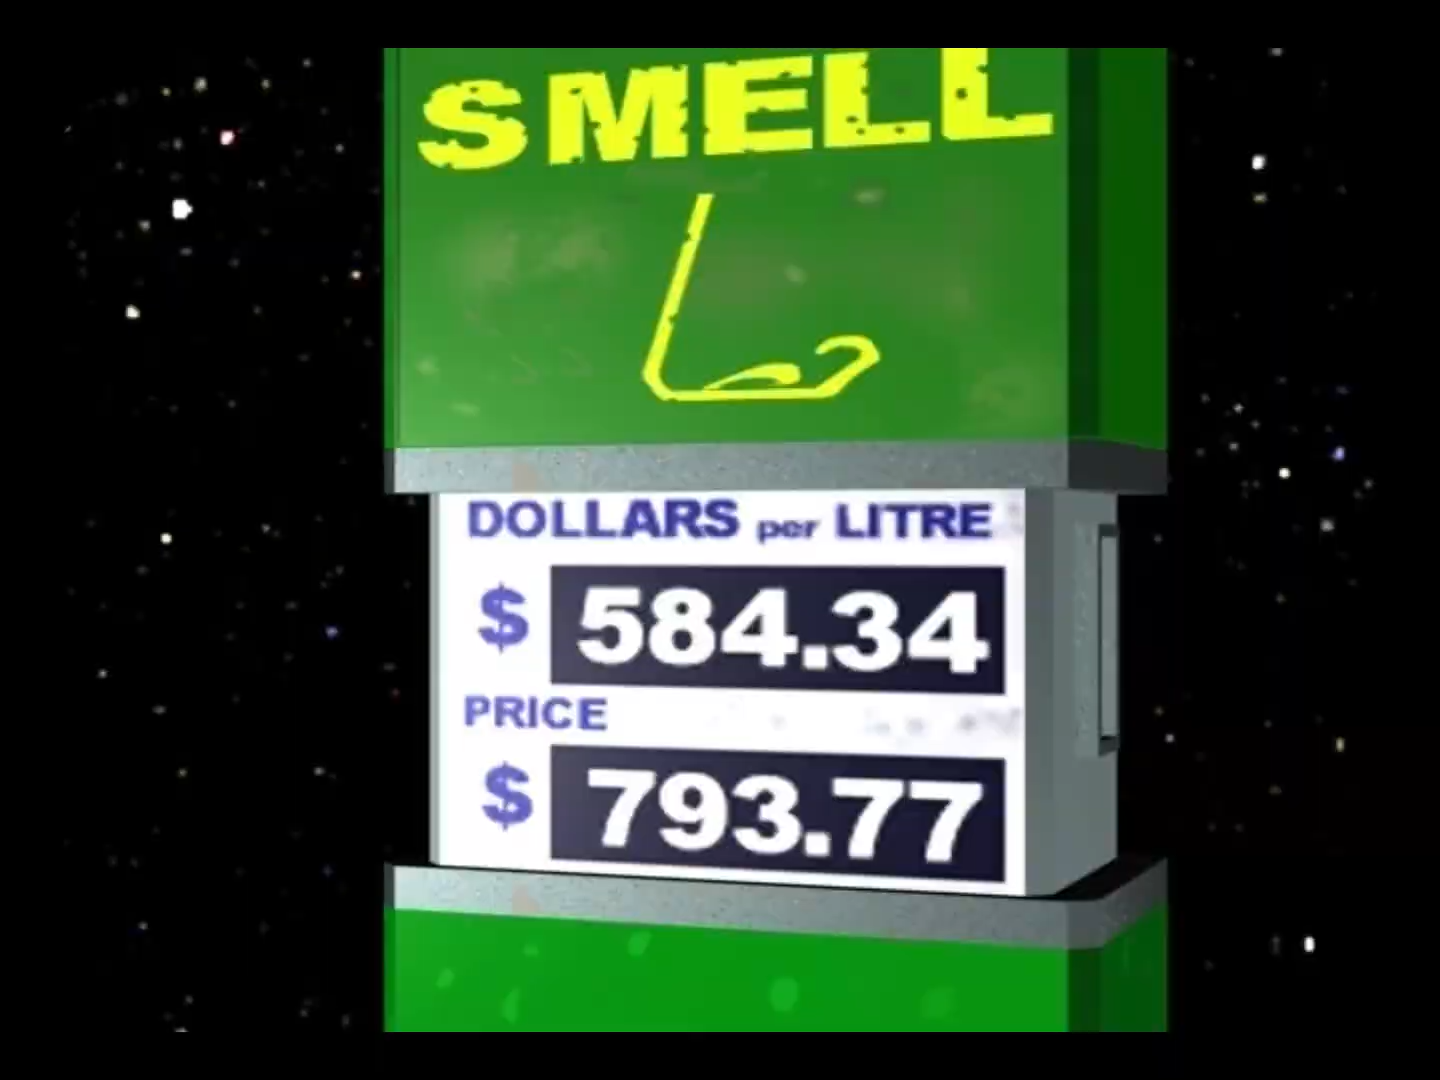 SMELL
DOLLARS per LITRE
$ 584.34
PRICE
$ 793.77